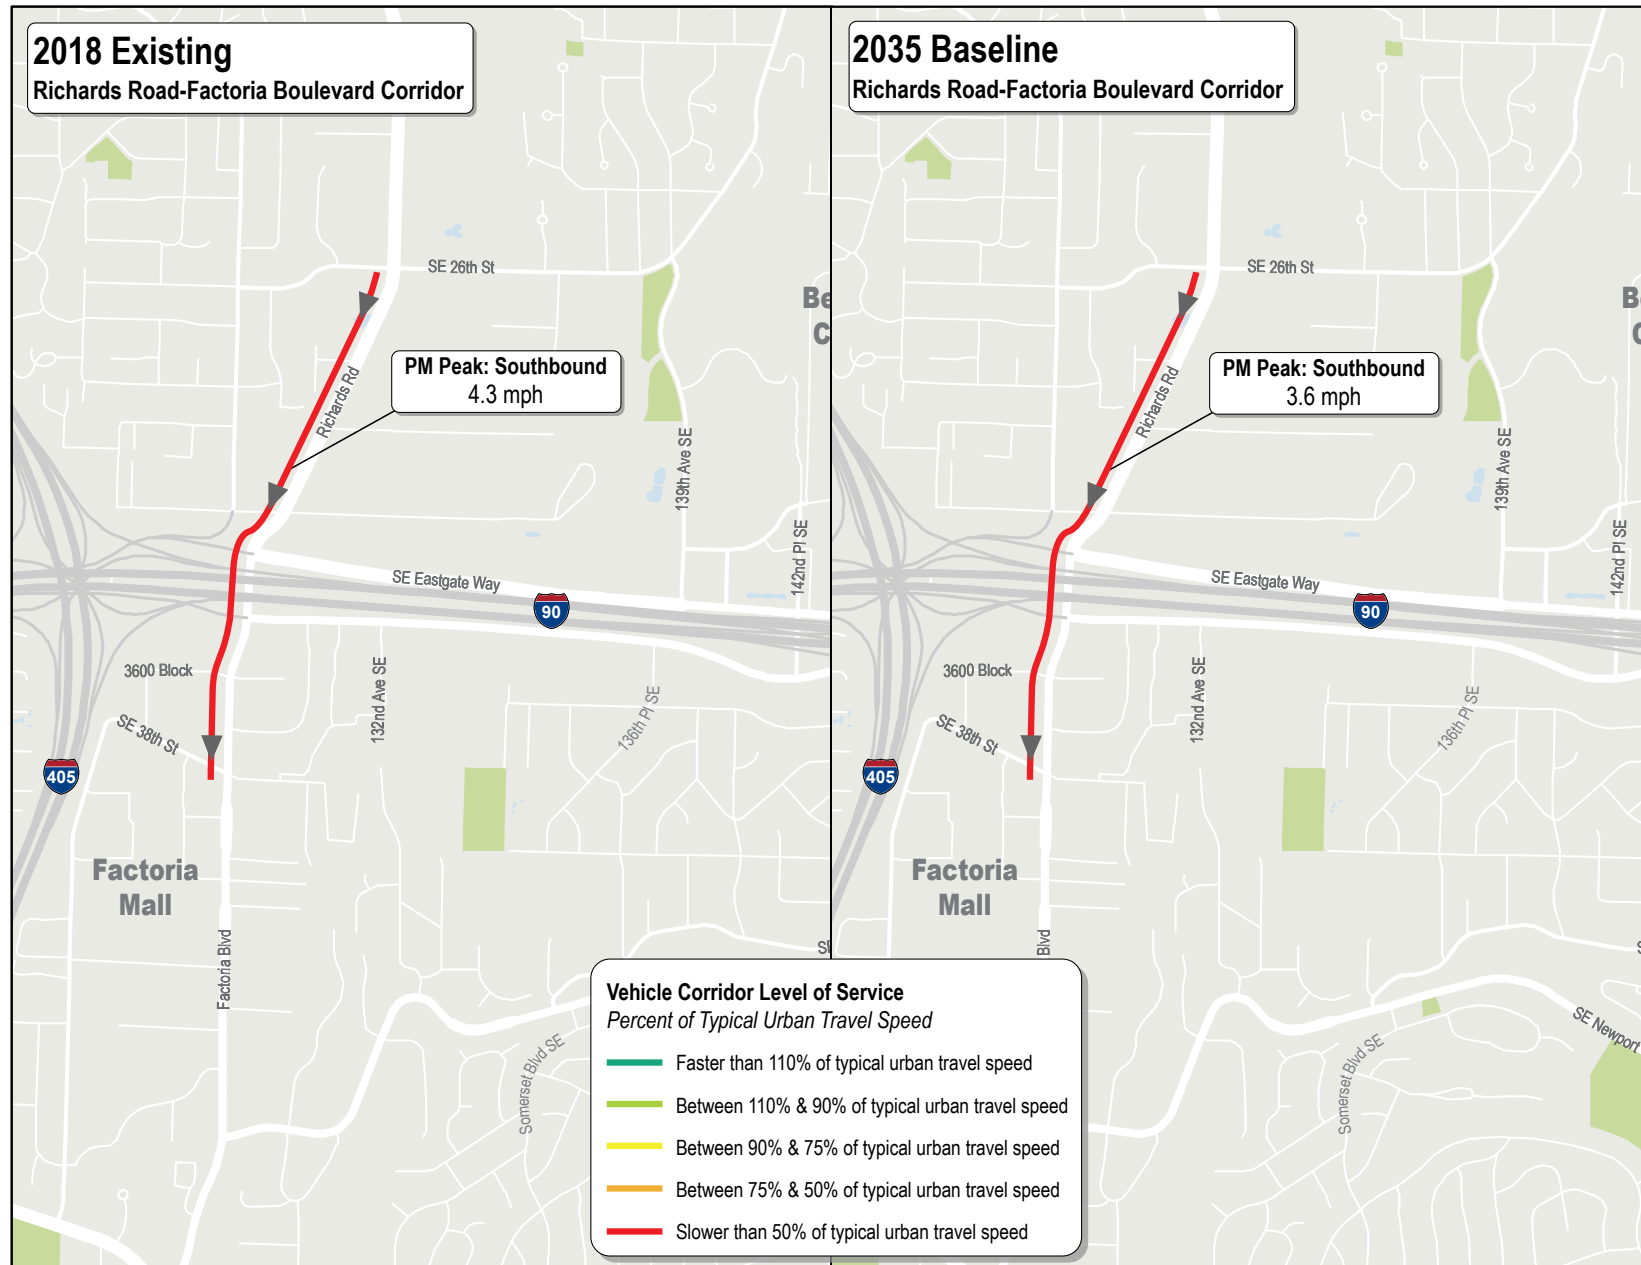 2018 Existing
Richards Road-Factoria Boulevard Corridor
SE 26th St
Be
C
PM Peak: Southbound
4.3 mph
Richards Rd
139th Ave SE
142nd Pl SE
SE Eastgate Way
90
3600 Block
132nd Ave SE
136th Pl SE
SE 38th St
405
Factoria
Mall
Factoria Blvd
SE
Somerset Blvd SE
2035 Baseline
Richards Road-Factoria Boulevard Corridor
SE 26th St
Be
C
PM Peak: Southbound
3.6 mph
Richards Rd
139th Ave SE
142nd Pl SE
SE Eastgate Way
90
3600 Block
132nd Ave SE
136th Pl SE
SE 38th St
405
Factoria
Mall
Blvd
S
SE Newport
Somerset Blvd SE
Vehicle Corridor Level of Service
Percent of Typical Urban Travel Speed
Faster than 110% of typical urban travel speed
Between 110% & 90% of typical urban travel speed
Between 90% & 75% of typical urban travel speed
Between 75% & 50% of typical urban travel speed
Slower than 50% of typical urban travel speed